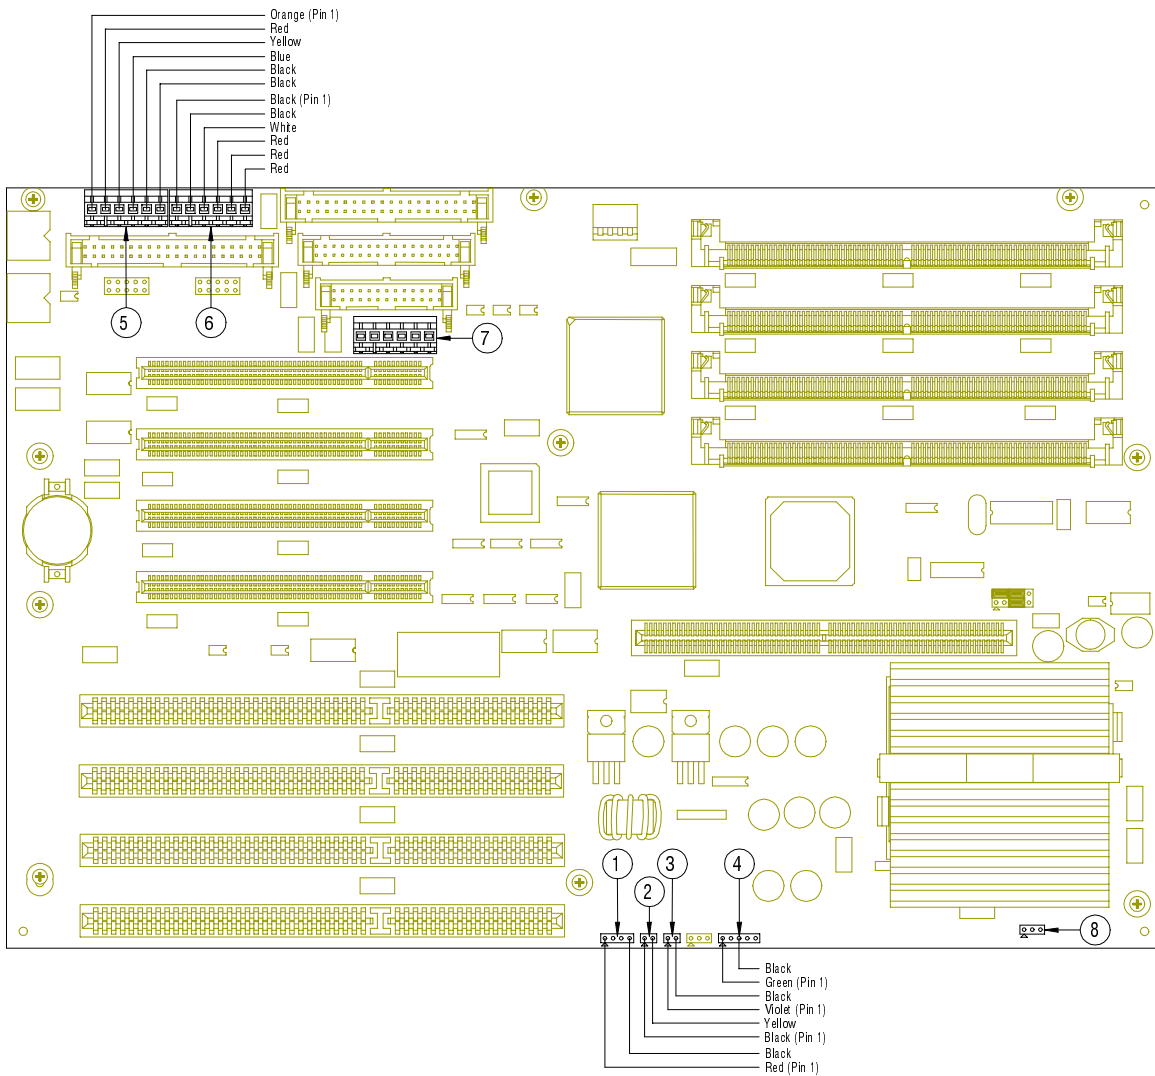 Orange (Pin 1)
Red
Yellow
Blue
Black
Black
Black (Pin 1)
Black
White
Red
Red
Red
5
6
7
1
2
3
4
8
Black
Green (Pin 1)
Black
Violet (Pin 1)
Yellow
Black (Pin 1)
Black
Red (Pin 1)